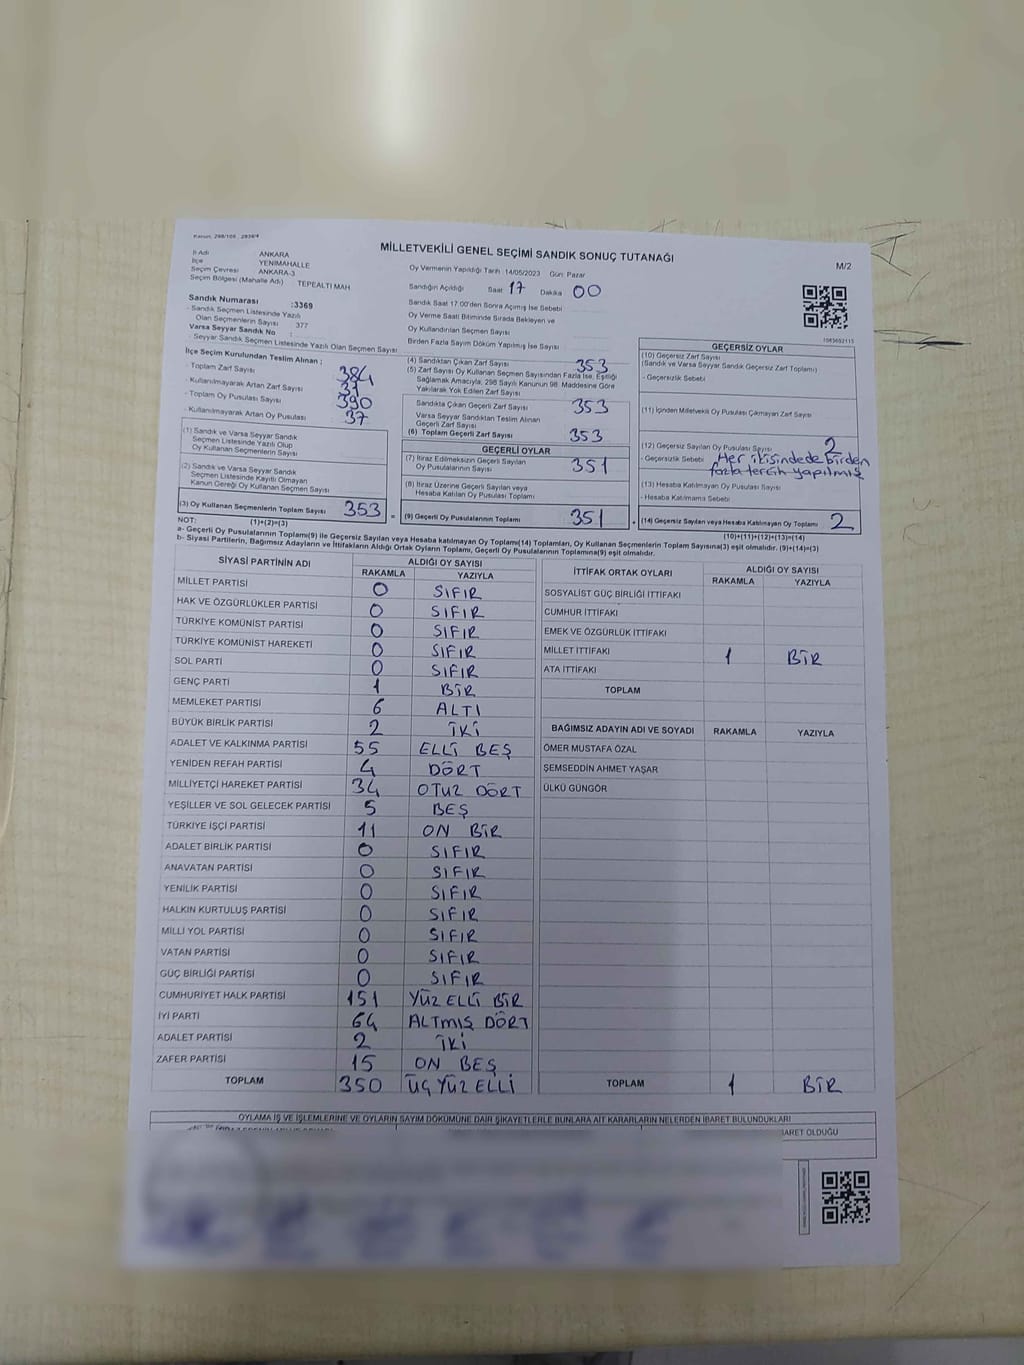 Kanun: 298/105 , 2839/4
MİLLETVEKİLİ GENEL SEÇİMİ SANDIK SONUÇ TUTANAĞI
M/2
İl Adı ANKARA
İlçe YENİMAHALLE
Seçim Çevresi ANKARA-3
Seçim Bölgesi (Mahalle Adı) TEPEALTI MAH
Oy Vermenin Yapıldığı Tarih :14/05/2023 Gün: Pazar
Sandığın Açıldığı Saat 17 Dakika 00
Sandık Saat 17:00'den Sonra Açılmış İse Sebebi
Oy Verme Saati Bitiminde Sırada Bekleyen ve
Oy Kullandırılan Seçmen Sayısı
Birden Fazla Sayım Döküm Yapılmış İse Sayısı
Sandık Numarası :3369
- Sandık Seçmen Listesinde Yazılı
Olan Seçmenlerin Sayısı 377
Varsa Seyyar Sandık No :
- Seyyar Sandık Seçmen Listesinde Yazılı Olan Seçmen Sayısı
İlçe Seçim Kurulundan Teslim Alınan :
- Toplam Zarf Sayısı 384
- Kullanılmayarak Artan Zarf Sayısı 31
- Toplam Oy Pusulası Sayısı 390
- Kullanılmayarak Artan Oy Pusulası 37
(1) Sandık ve Varsa Seyyar Sandık
Seçmen Listesinde Yazılı Olup
Oy Kullanan Seçmenlerin Sayısı
(2) Sandık ve Varsa Seyyar Sandık
Seçmen Listesinde Kayıtlı Olmayan
Kanun Gereği Oy Kullanan Seçmen Sayısı
(3) Oy Kullanan Seçmenlerin Toplam Sayısı 353
(4) Sandıktan Çıkan Zarf Sayısı 353
(5) Zarf Sayısı Oy Kullanan Seçmen Sayısından Fazla İse, Eşitliği
Sağlamak Amacıyla, 298 Sayılı Kanunun 98. Maddesine Göre
Yakılarak Yok Edilen Zarf Sayısı
Sandıkta Çıkan Geçerli Zarf Sayısı 353
Varsa Seyyar Sandıktan Teslim Alınan
Geçerli Zarf Sayısı
(6) Toplam Geçerli Zarf Sayısı 353
GEÇERLİ OYLAR
(7) İtiraz Edilmeksizin Geçerli Sayılan
Oy Pusulalarının Sayısı 351
(8) İtiraz Üzerine Geçerli Sayılan veya
Hesaba Katılan Oy Pusulası Toplamı
= (9) Geçerli Oy Pusulalarının Toplamı 351
GEÇERSİZ OYLAR
(10) Geçersiz Zarf Sayısı
(Sandık ve Varsa Seyyar Sandık Geçersiz Zarf Toplamı)
- Geçersizlik Sebebi
(11) İçinden Milletvekili Oy Pusulası Çıkmayan Zarf Sayısı
(12) Geçersiz Sayılan Oy Pusulası Sayısı 2
- Geçersizlik Sebebi Her ikisindede birden
fazla tercih yapılmış
(13) Hesaba Katılmayan Oy Pusulası Sayısı
- Hesaba Katılmama Sebebi
+ (14) Geçersiz Sayılan veya Hesaba Katılmayan Oy Toplamı 2
NOT: (1)+(2)=(3) (10)+(11)+(12)+(13)=(14)
a- Geçerli Oy Pusulalarının Toplamı(9) ile Geçersiz Sayılan veya Hesaba katılmayan Oy Toplamı(14) Toplamları, Oy Kullanan Seçmenlerin Toplam Sayısına(3) eşit olmalıdır. (9)+(14)=(3)
b- Siyasi Partilerin, Bağımsız Adayların ve İttifakların Aldığı Ortak Oyların Toplamı, Geçerli Oy Pusulalarının Toplamına(9) eşit olmalıdır.
SİYASİ PARTİNİN ADI ALDIĞI OY SAYISI
RAKAMLA YAZIYLA
MİLLET PARTİSİ 0 SIFIR
HAK VE ÖZGÜRLÜKLER PARTİSİ 0 SIFIR
TÜRKİYE KOMÜNİST PARTİSİ 0 SIFIR
TÜRKİYE KOMÜNİST HAREKETİ 0 SIFIR
SOL PARTİ 0 SIFIR
GENÇ PARTİ 1 BİR
MEMLEKET PARTİSİ 6 ALTI
BÜYÜK BİRLİK PARTİSİ 2 İKİ
ADALET VE KALKINMA PARTİSİ 55 ELLİ BEŞ
YENİDEN REFAH PARTİSİ 4 DÖRT
MİLLİYETÇİ HAREKET PARTİSİ 34 OTUZ DÖRT
YEŞİLLER VE SOL GELECEK PARTİSİ 5 BEŞ
TÜRKİYE İŞÇİ PARTİSİ 11 ON BİR
ADALET BİRLİK PARTİSİ 0 SIFIR
ANAVATAN PARTİSİ 0 SIFIR
YENİLİK PARTİSİ 0 SIFIR
HALKIN KURTULUŞ PARTİSİ 0 SIFIR
MİLLİ YOL PARTİSİ 0 SIFIR
VATAN PARTİSİ 0 SIFIR
GÜÇ BİRLİĞİ PARTİSİ 0 SIFIR
CUMHURİYET HALK PARTİSİ 151 YÜZ ELLİ BİR
İYİ PARTİ 64 ALTMIŞ DÖRT
ADALET PARTİSİ 2 İKİ
ZAFER PARTİSİ 15 ON BEŞ
TOPLAM 350 ÜÇ YÜZ ELLİ
İTTİFAK ORTAK OYLARI ALDIĞI OY SAYISI
RAKAMLA YAZIYLA
SOSYALİST GÜÇ BİRLİĞİ İTTİFAKI
CUMHUR İTTİFAKI
EMEK VE ÖZGÜRLÜK İTTİFAKI
MİLLET İTTİFAKI 1 BİR
ATA İTTİFAKI
TOPLAM
BAĞIMSIZ ADAYIN ADI VE SOYADI RAKAMLA YAZIYLA
ÖMER MUSTAFA ÖZAL
ŞEMSEDDİN AHMET YAŞAR
ÜLKÜ GÜNGÖR
TOPLAM 1 BİR
OYLAMA İŞ VE İŞLEMLERİNE VE OYLARIN SAYIM DÖKÜMÜNE DAİR ŞİKAYETLERLE BUNLARA AİT KARARLARIN NELERDEN İBARET BULUNDUKLARI
İBARET OLDUĞU